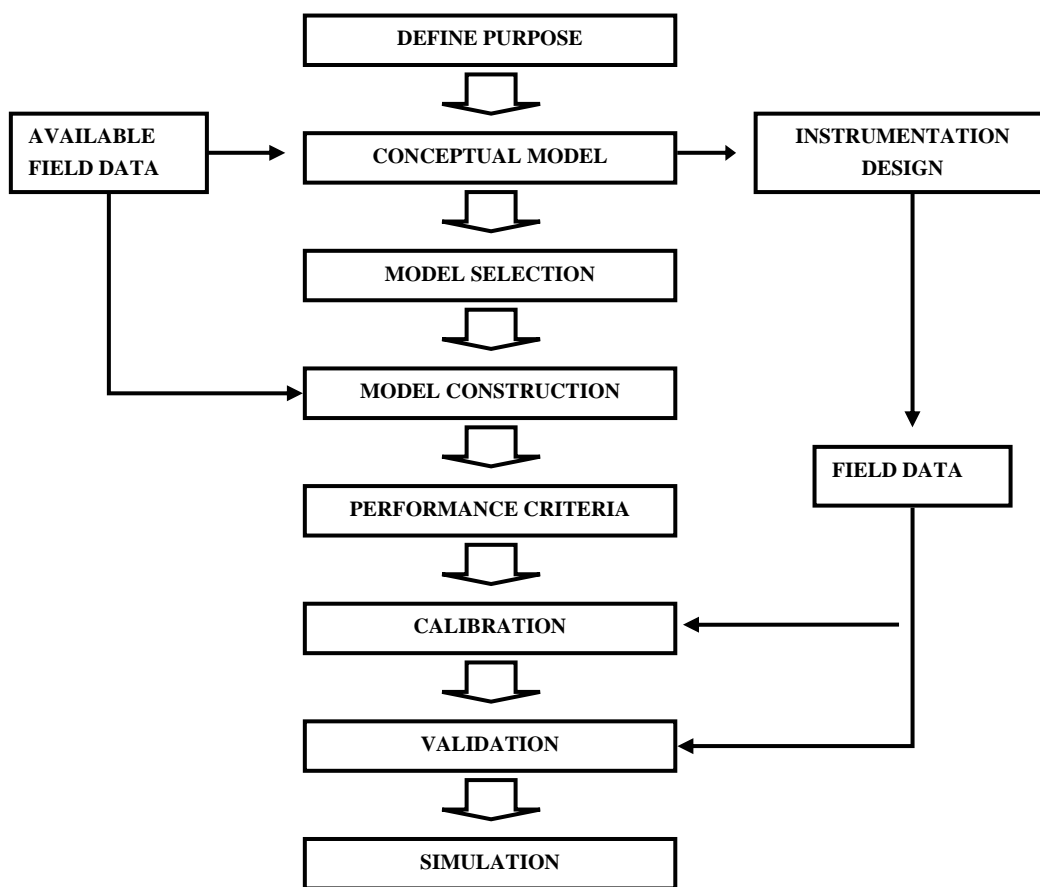 DEFINE PURPOSE
AVAILABLE
FIELD DATA
CONCEPTUAL MODEL
INSTRUMENTATION
DESIGN
MODEL SELECTION
MODEL CONSTRUCTION
FIELD DATA
PERFORMANCE CRITERIA
CALIBRATION
VALIDATION
SIMULATION